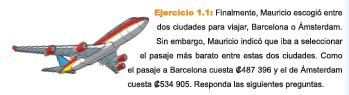 Ejercicio 1.1: Finalmente, Mauricio escogió entre
dos ciudades para viajar, Barcelona o Ámsterdam.
Sin embargo, Mauricio indicó que iba a seleccionar
el pasaje más barato entre estas dos ciudades. Como
el pasaje a Barcelona cuesta ₡487 396 y el de Ámsterdam
cuesta ₡534 905. Responda las siguientes preguntas.